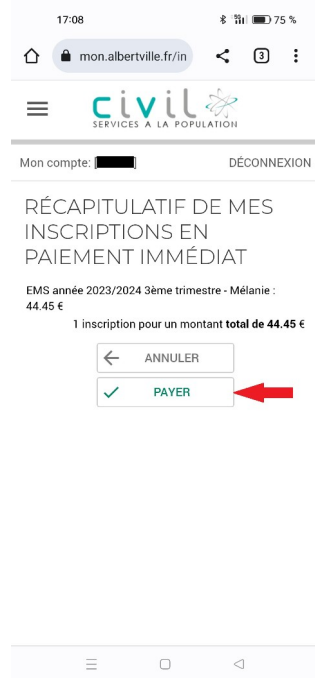 17:08
75 %
mon.albertville.fr/in
3
civil
SERVICES A LA POPULATION
Mon compte: [
]
DÉCONNEXION
RÉCAPITULATIF DE MES
INSCRIPTIONS EN
PAIEMENT IMMÉDIAT
EMS année 2023/2024 3ème trimestre - Mélanie :
44.45 €
1 inscription pour un montant total de 44.45 €
ANNULER
PAYER